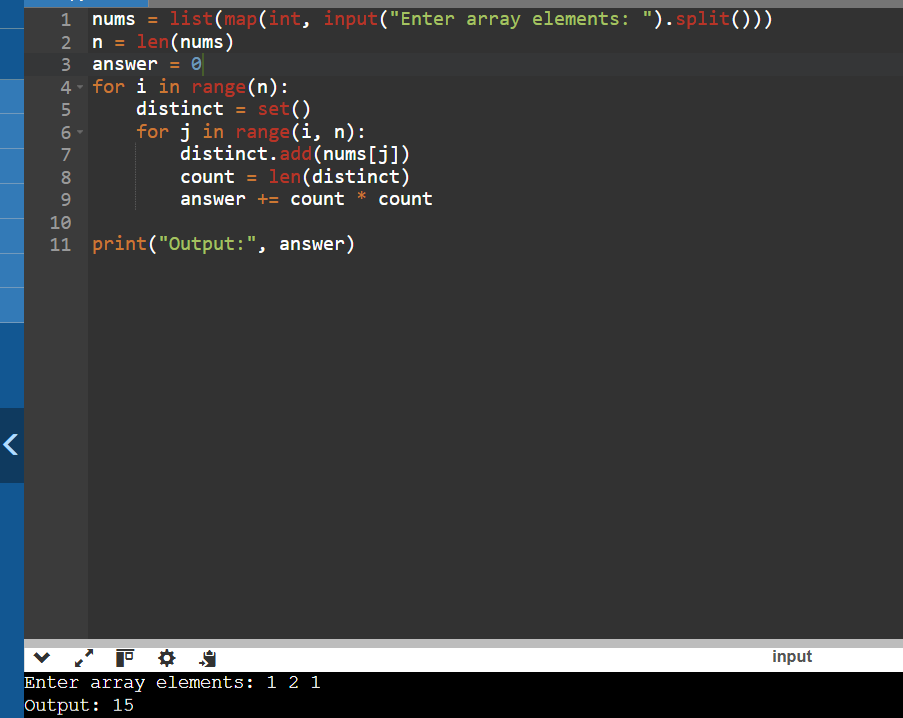 1 nums = list(map(int, input("Enter array elements: ").split()))
2 n = len(nums)
3 answer = 0
4 for i in range(n):
5     distinct = set()
6     for j in range(i, n):
7         distinct.add(nums[j])
8         count = len(distinct)
9         answer += count * count
10
11 print("Output:", answer)
input
Enter array elements: 1 2 1
Output: 15